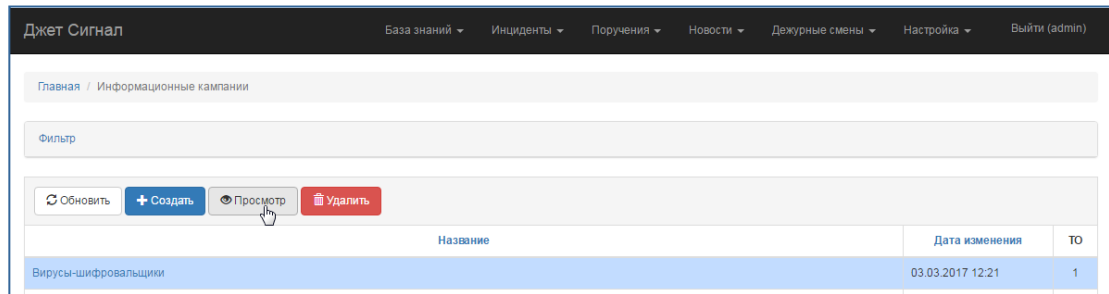 Джет Сигнал База знаний Инциденты Поручения Новости Дежурные смены Настройка Выйти (admin)
Главная / Информационные кампании
Фильтр
Обновить Создать Просмотр Удалить
Название Дата изменения ТО
Вирусы-шифровальщики 03.03.2017 12:21 1